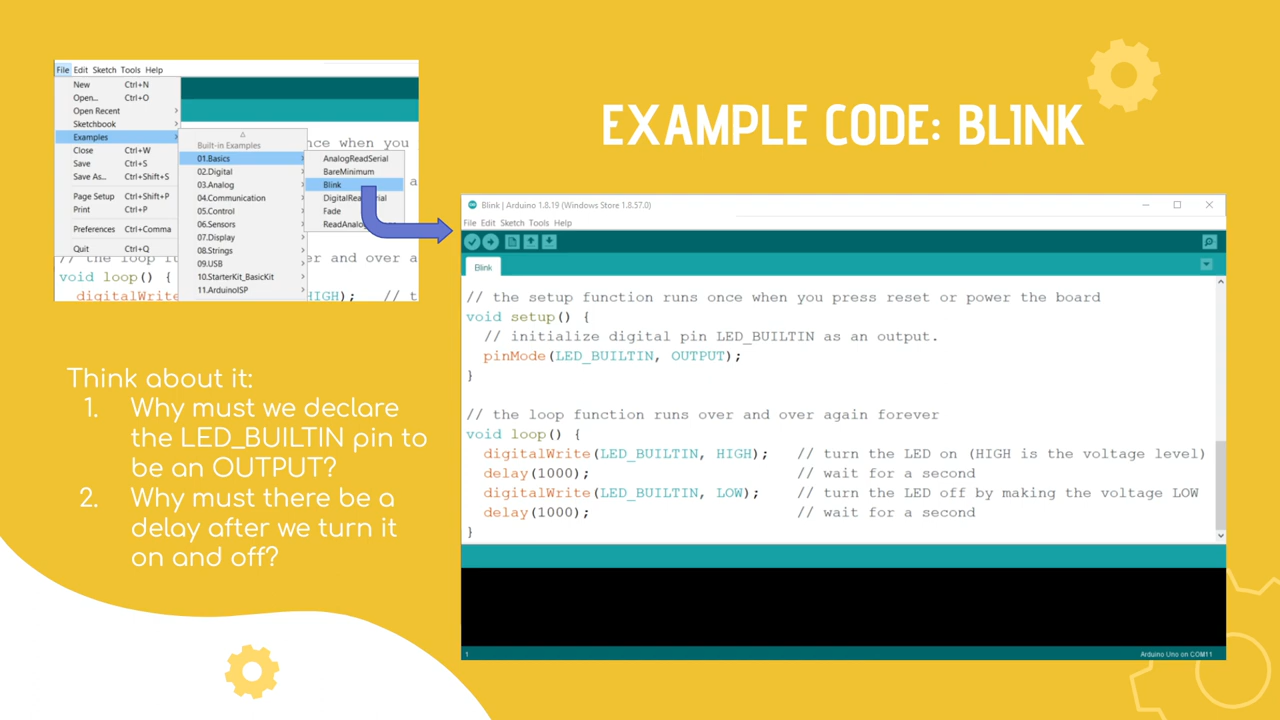 File Edit Sketch Tools Help
New Ctrl+N
Open... Ctrl+O
Open Recent
Sketchbook
Examples
Close Ctrl+W
Save Ctrl+S
Save As... Ctrl+Shift+S
Page Setup Ctrl+Shift+P
Print Ctrl+P
Preferences Ctrl+Comma
Quit Ctrl+Q
Built-in Examples
01.Basics
02.Digital
03.Analog
04.Communication
05.Control
06.Sensors
07.Display
08.Strings
09.USB
10.StarterKit_BasicKit
11.ArduinoISP
AnalogReadSerial
BareMinimum
Blink
Fade
when you
// the loop
er and over a
void loop() {
digitalWrite
HIGH); // t
EXAMPLE CODE: BLINK
Blink | Arduino 1.8.19 (Windows Store 1.8.57.0)
File Edit Sketch Tools Help
Blink
// the setup function runs once when you press reset or power the board
void setup() {
// initialize digital pin LED_BUILTIN as an output.
pinMode(LED_BUILTIN, OUTPUT);
}
// the loop function runs over and over again forever
void loop() {
digitalWrite(LED_BUILTIN, HIGH); // turn the LED on (HIGH is the voltage level)
delay(1000); // wait for a second
digitalWrite(LED_BUILTIN, LOW); // turn the LED off by making the voltage LOW
delay(1000); // wait for a second
}
1
Arduino Uno on COM11
Think about it:
1. Why must we declare
the LED_BUILTIN pin to
be an OUTPUT?
2. Why must there be a
delay after we turn it
on and off?